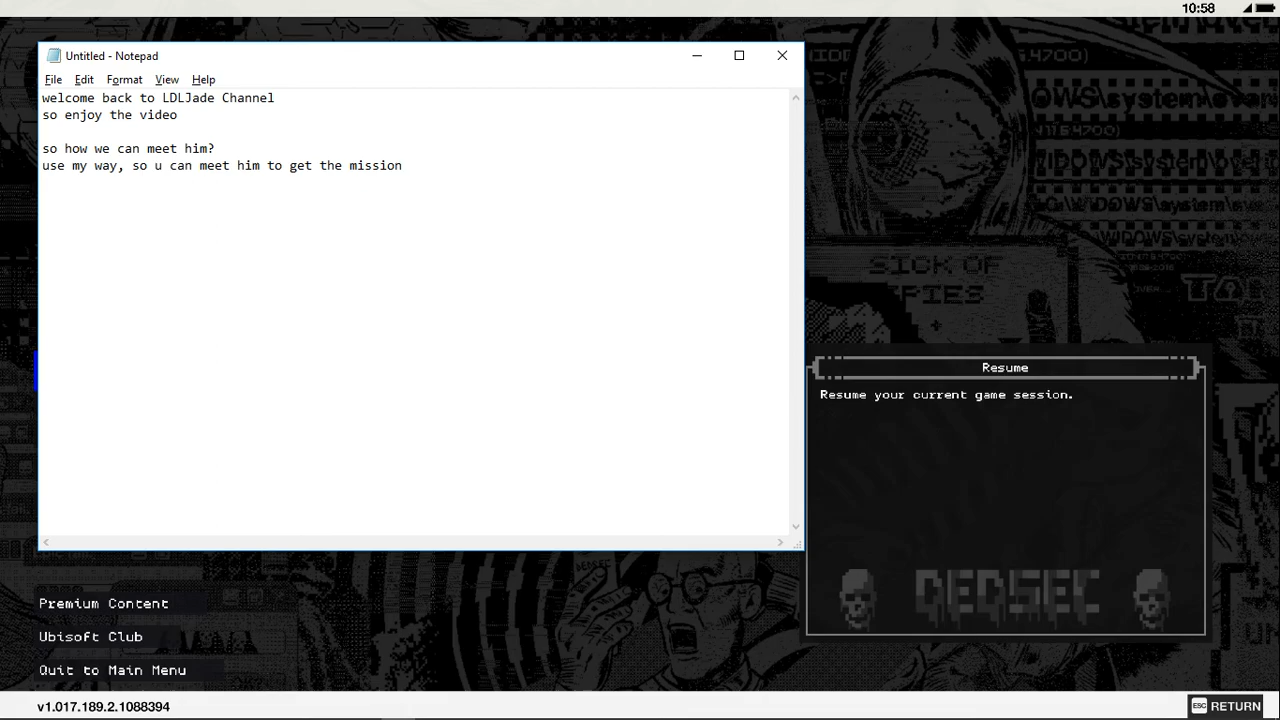 10:58
Untitled - Notepad
File Edit Format View Help
welcome back to LDLJade Channel
so enjoy the video
so how we can meet him?
use my way, so u can meet him to get the mission
SICK OF
Resume
Resume your current game session.
DEDSEC
Premium Content
Ubisoft Club
Quit to Main Menu
v1.017.189.2.1088394
ESC RETURN